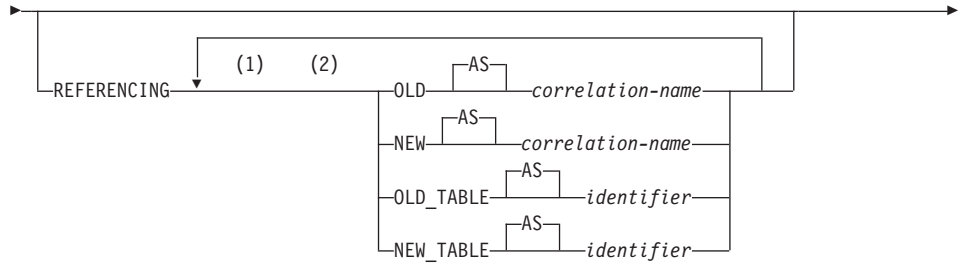 (1) (2) AS
REFERENCING OLD correlation-name
AS
NEW correlation-name
AS
OLD_TABLE identifier
AS
NEW_TABLE identifier